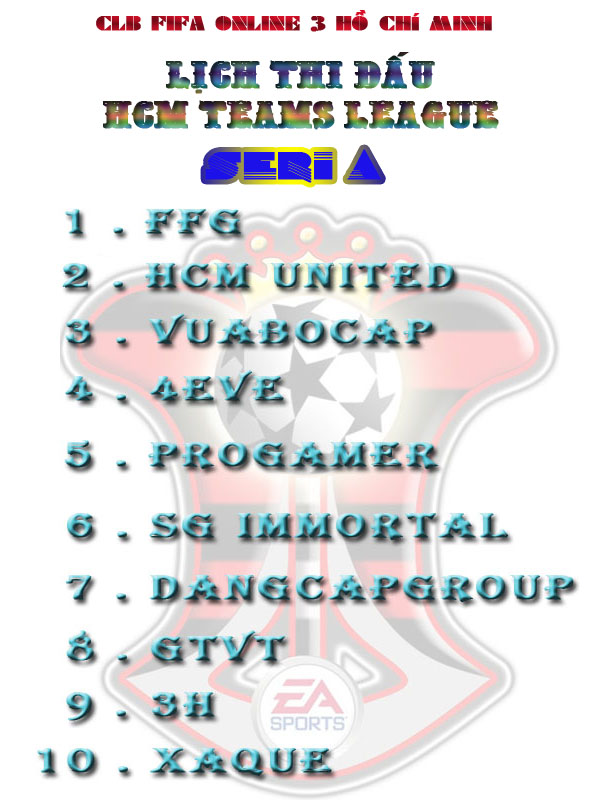 CLB FIFA ONLINE 3 HỒ CHÍ MINH
LỊCH THI ĐẤU
HCM TEAMS LEAGUE
SERI A
1 . FFG
2 . HCM UNITED
3 . VUABOCAP
4 . 4EVE
5 . PROGAMER
6 . SG IMMORTAL
7 . DANGCAPGROUP
8 . GTVT
9 . 3H
10 . XAQUE
EA
SPORTS